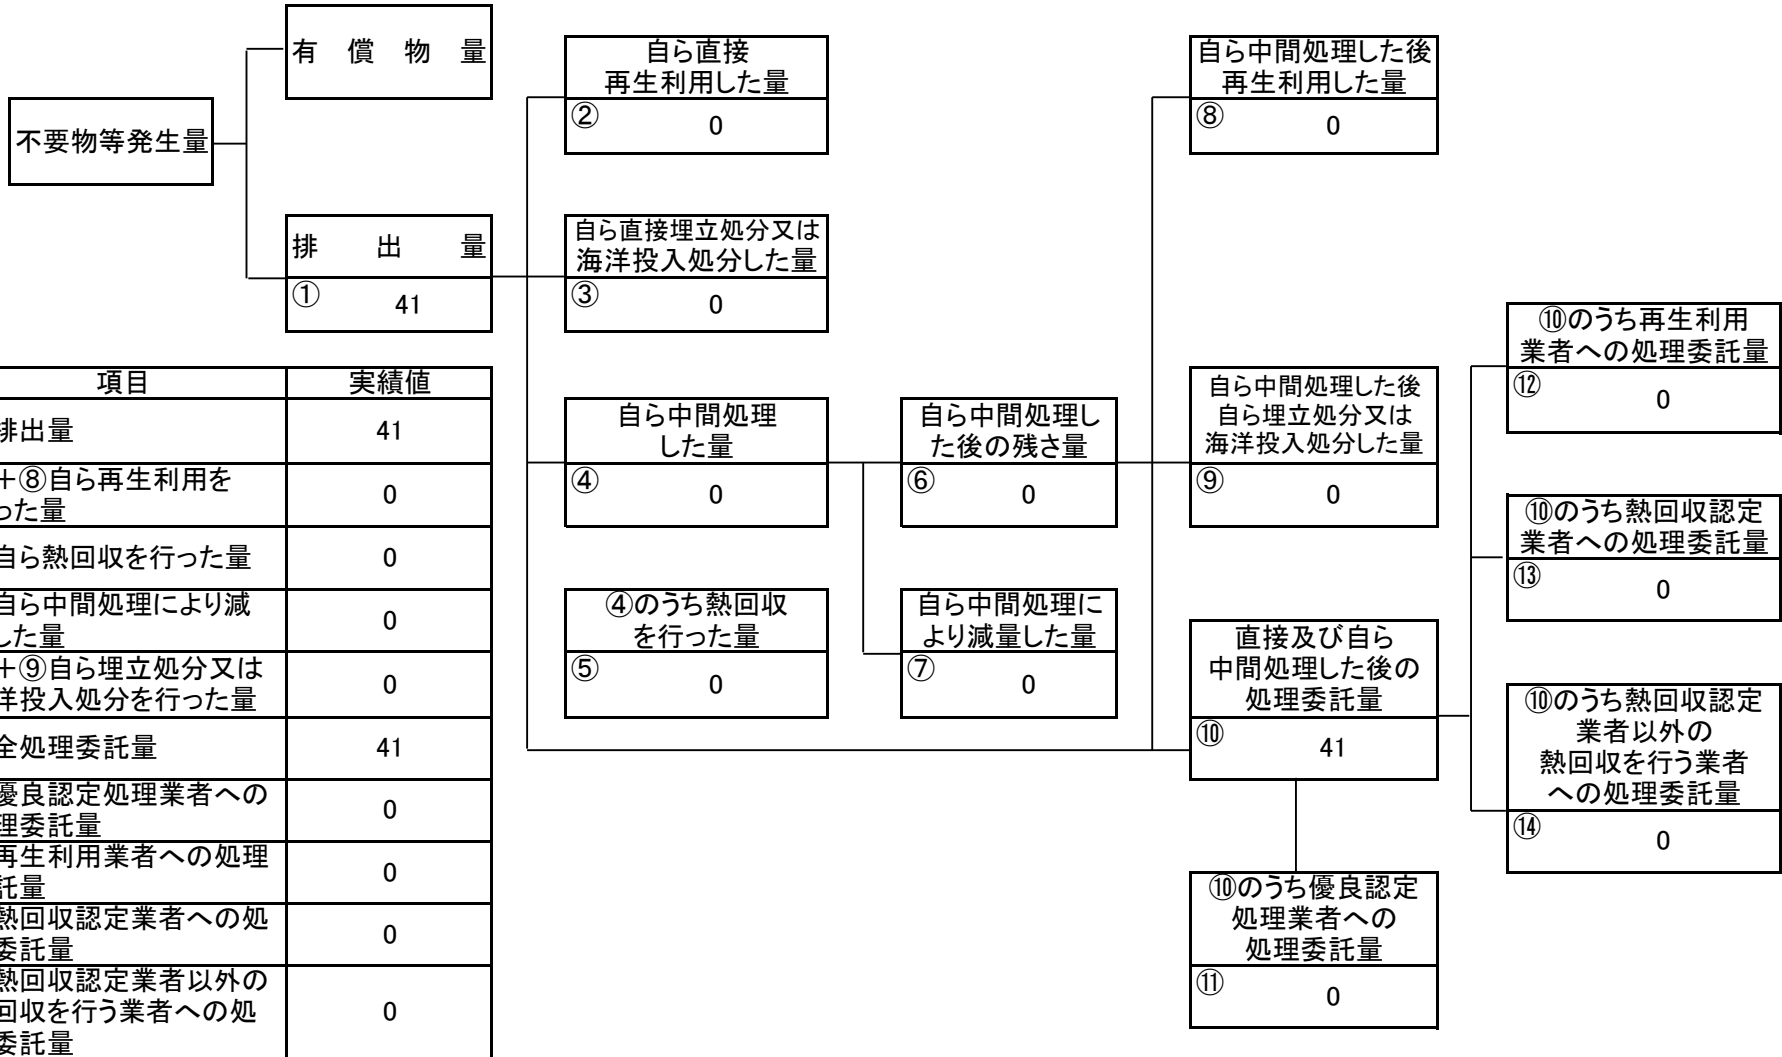 有 償 物 量
不要物等発生量
排 出 量
① 41
自ら直接
再生利用した量
② 0
自ら直接埋立処分又は
海洋投入処分した量
③ 0
自ら中間処理
した量
④ 0
④のうち熱回収
を行った量
⑤ 0
自ら中間処理し
た後の残さ量
⑥ 0
自ら中間処理に
より減量した量
⑦ 0
自ら中間処理した後
再生利用した量
⑧ 0
自ら中間処理した後
自ら埋立処分又は
海洋投入処分した量
⑨ 0
直接及び自ら
中間処理した後の
処理委託量
⑩ 41
⑩のうち優良認定
処理業者への
処理委託量
⑪ 0
⑩のうち再生利用
業者への処理委託量
⑫ 0
⑩のうち熱回収認定
業者への処理委託量
⑬ 0
⑩のうち熱回収認定
業者以外の
熱回収を行う業者
への処理委託量
⑭ 0
項目 実績値
排出量 41
+⑧自ら再生利用を
った量 0
自ら熱回収を行った量 0
自ら中間処理により減
した量 0
+⑨自ら埋立処分又は
洋投入処分を行った量 0
全処理委託量 41
優良認定処理業者への
理委託量 0
再生利用業者への処理
託量 0
熱回収認定業者への処
委託量 0
熱回収認定業者以外の
回収を行う業者への処
委託量 0